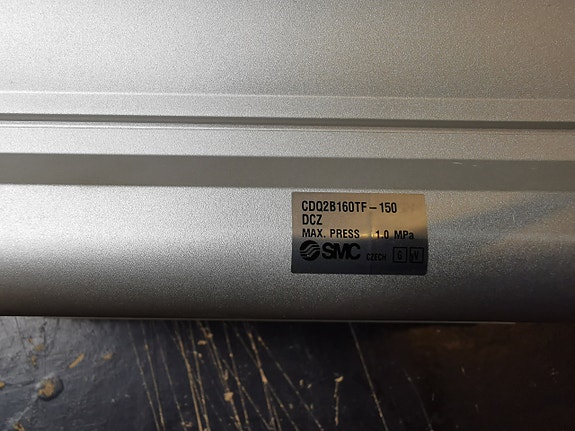 CDQ2B160TF-150
DCZ
MAX. PRESS 1.0 MPa
SMC CZECH